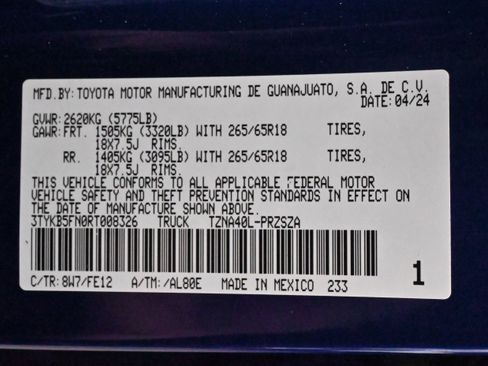 MFD.BY: TOYOTA MOTOR MANUFACTURING DE GUANAJUATO, S.A. DE C.V.
DATE: 04/24
GVWR: 2620KG (5775LB)
GAWR: FRT. 1505KG (3320LB) WITH 265/65R18 TIRES,
18X7.5J RIMS.
RR. 1405KG (3095LB) WITH 265/65R18 TIRES,
18X7.5J RIMS.
THIS VEHICLE CONFORMS TO ALL APPLICABLE FEDERAL MOTOR
VEHICLE SAFETY AND THEFT PREVENTION STANDARDS IN EFFECT ON
THE DATE OF MANUFACTURE SHOWN ABOVE.
3TYKB5FN0RT008326 TRUCK TZNA40L-PRZSZA
C/TR: 8W7/FE12 A/TM: /AL80E MADE IN MEXICO 233
1